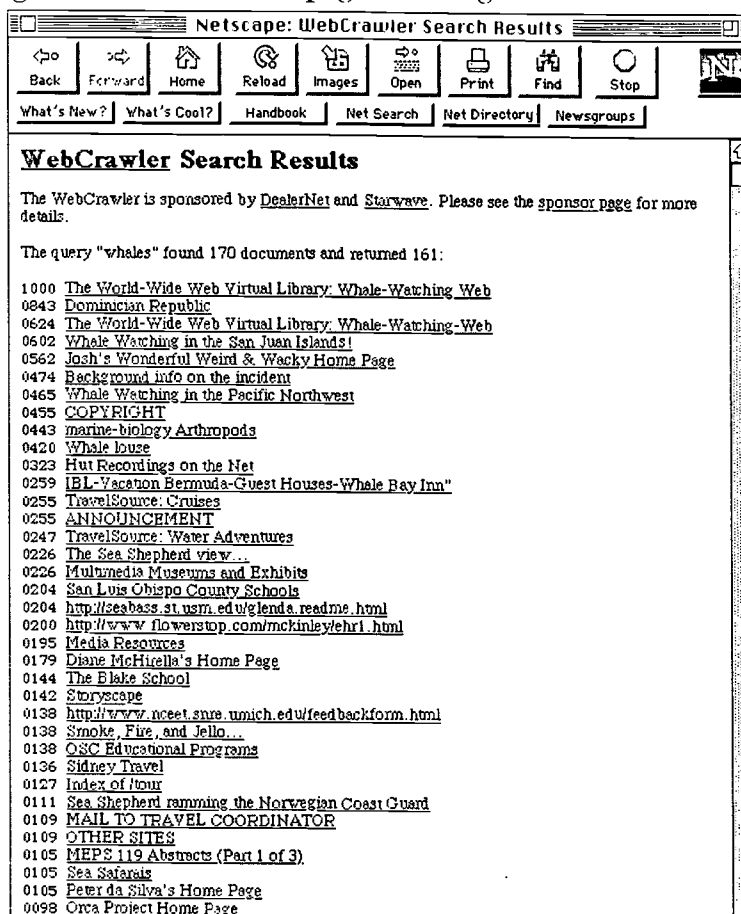 Netscape: WebCrawler Search Results
Back Forward Home Reload Images Open Print Find Stop
N
What's New? What's Cool? Handbook Net Search Net Directory Newsgroups
WebCrawler Search Results
The WebCrawler is sponsored by DealerNet and Starwave. Please see the sponsor page for more
details.
The query "whales" found 170 documents and returned 161:
1000 The World-Wide Web Virtual Library: Whale-Watching Web
0843 Dominician Republic
0624 The World-Wide Web Virtual Library: Whale-Watching-Web
0602 Whale Watching in the San Juan Islands!
0562 Josh's Wonderful Weird & Wacky Home Page
0474 Background info on the incident
0465 Whale Watching in the Pacific Northwest
0455 COPYRIGHT
0443 marine-biology Arthropods
0420 Whale louse
0323 Hut Recordings on the Net
0259 IBL-Vacation Bermuda-Guest Houses-Whale Bay Inn"
0255 TravelSource: Cruises
0255 ANNOUNCEMENT
0247 TravelSource: Water Adventures
0226 The Sea Shepherd view...
0226 Multimedia Museums and Exhibits
0204 San Luis Obispo County Schools
0204 http://seabass.st.usm.edu/glenda.readme.html
0200 http://www.flowerstop.com/mckinley/ehr1.html
0195 Media Resources
0179 Diane McHirella's Home Page
0144 The Blake School
0142 Storyscape
0138 http://www.nceet.snre.umich.edu/feedbackform.html
0138 Smoke, Fire, and Jello...
0138 OSC Educational Programs
0136 Sidney Travel
0127 Index of /tour
0111 Sea Shepherd ramming the Norwegian Coast Guard
0109 MAIL TO TRAVEL COORDINATOR
0109 OTHER SITES
0105 MEPS 119 Abstracts (Part 1 of 3)
0105 Sea Safarais
0105 Peter da Silva's Home Page
0098 Orca Project Home Page